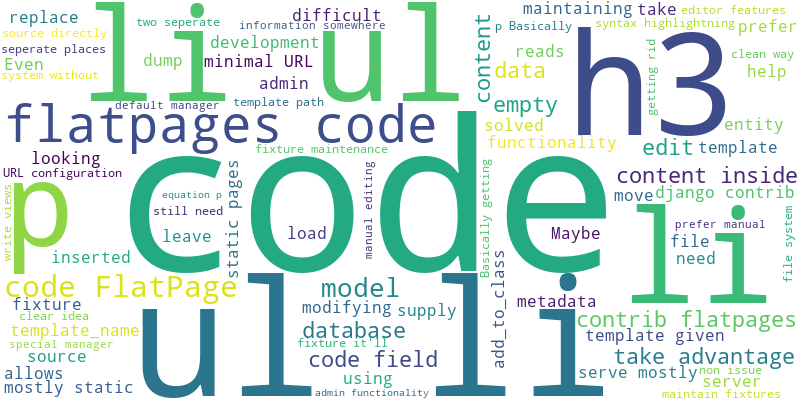 replace
source directly
seperate places
Even
system without
li
ul
two seperate
information somewhere
difficult
development
dump
minimal URL
admin
default manager
template path
content
data
empty
solved
functionality
maintaining
take
editor features
p Basically
syntax highlightning
prefer
reads
clean way
help
getting rid
h3
entity
edit
template
flatpages code
looking
fixture maintenance
URL configuration
p
code
write views
equation p
still need
leave
load
static pages
inserted
manual editing
Basically getting
Maybe
content inside
move
django contrib
li
prefer manual
file
need
file system
code FlatPage
fixture
clear idea
template_name
special manager
source
allows
mostly static
ul
li
model
modifying
supply
database
fixture it'll
code field
using
admin functionality
add_to_class
metadata
contrib flatpages
template given
take advantage
serve mostly
non issue
server
maintain fixtures